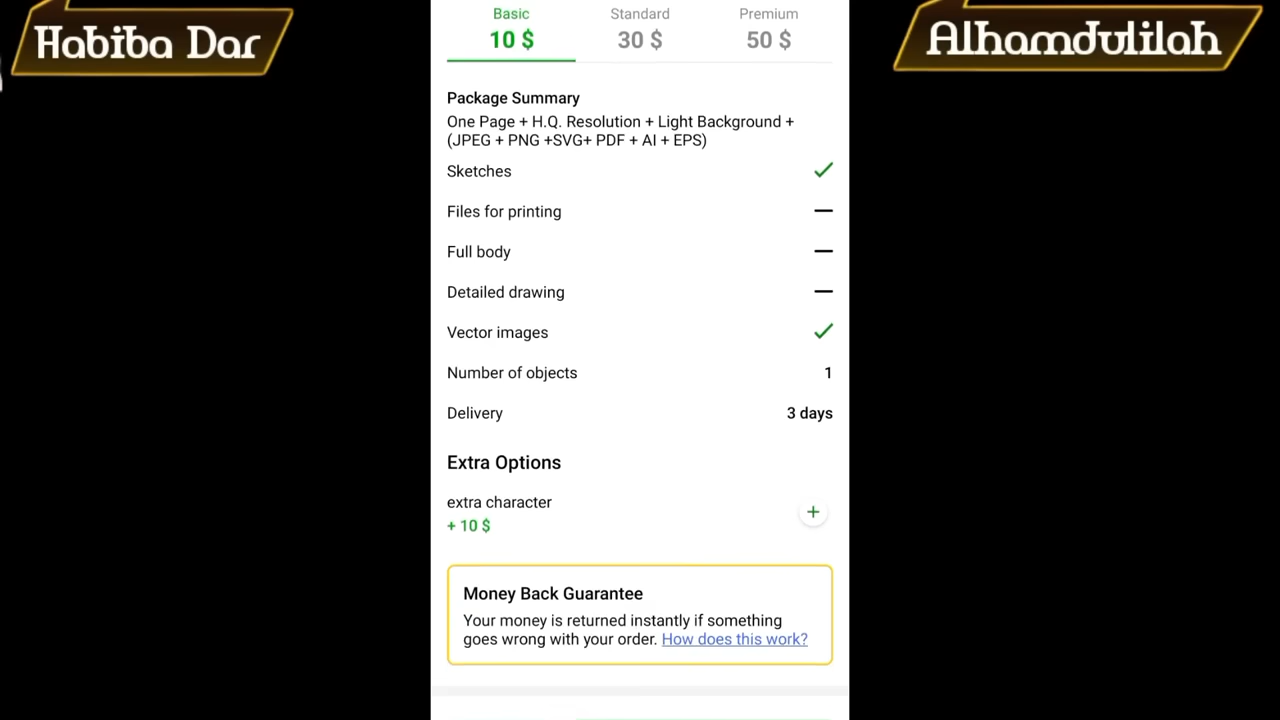 Habiba Dar
Alhamdulilah
Basic
Standard
Premium
10 $
30 $
50 $
Package Summary
One Page + H.Q. Resolution + Light Background +
(JPEG + PNG +SVG+ PDF + AI + EPS)
Sketches
Files for printing
Full body
Detailed drawing
Vector images
Number of objects 1
Delivery 3 days
Extra Options
extra character
+ 10 $
+
Money Back Guarantee
Your money is returned instantly if something
goes wrong with your order. How does this work?